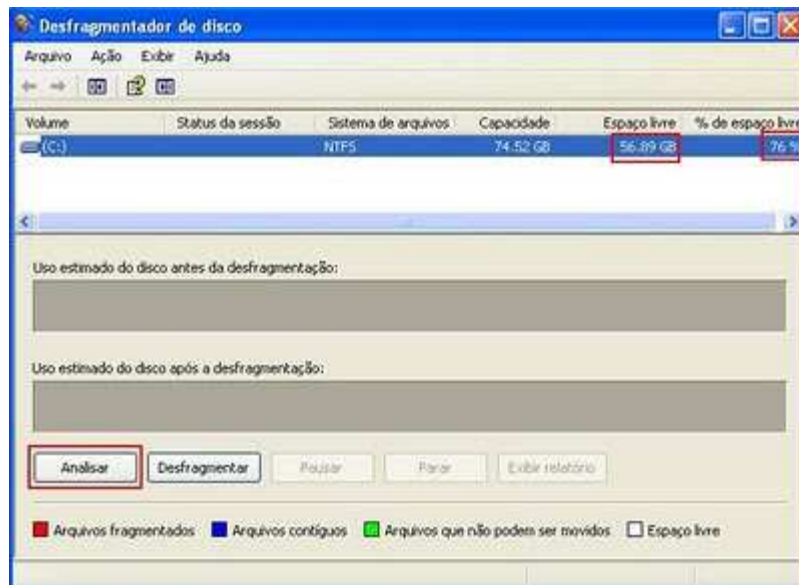 Desfragmentador de disco
Arquivo Ação Exibir Ajuda
Volume Status da sessão Sistema de arquivos Capacidade Espaço livre % de espaço livre
(C:) NTFS 74.52 GB 56.89 GB 76 %
Uso estimado do disco antes da desfragmentação:
Uso estimado do disco após a desfragmentação:
Analisar Desfragmentar Pausar Parar Exibir relatório
Arquivos fragmentados Arquivos contíguos Arquivos que não podem ser movidos Espaço livre